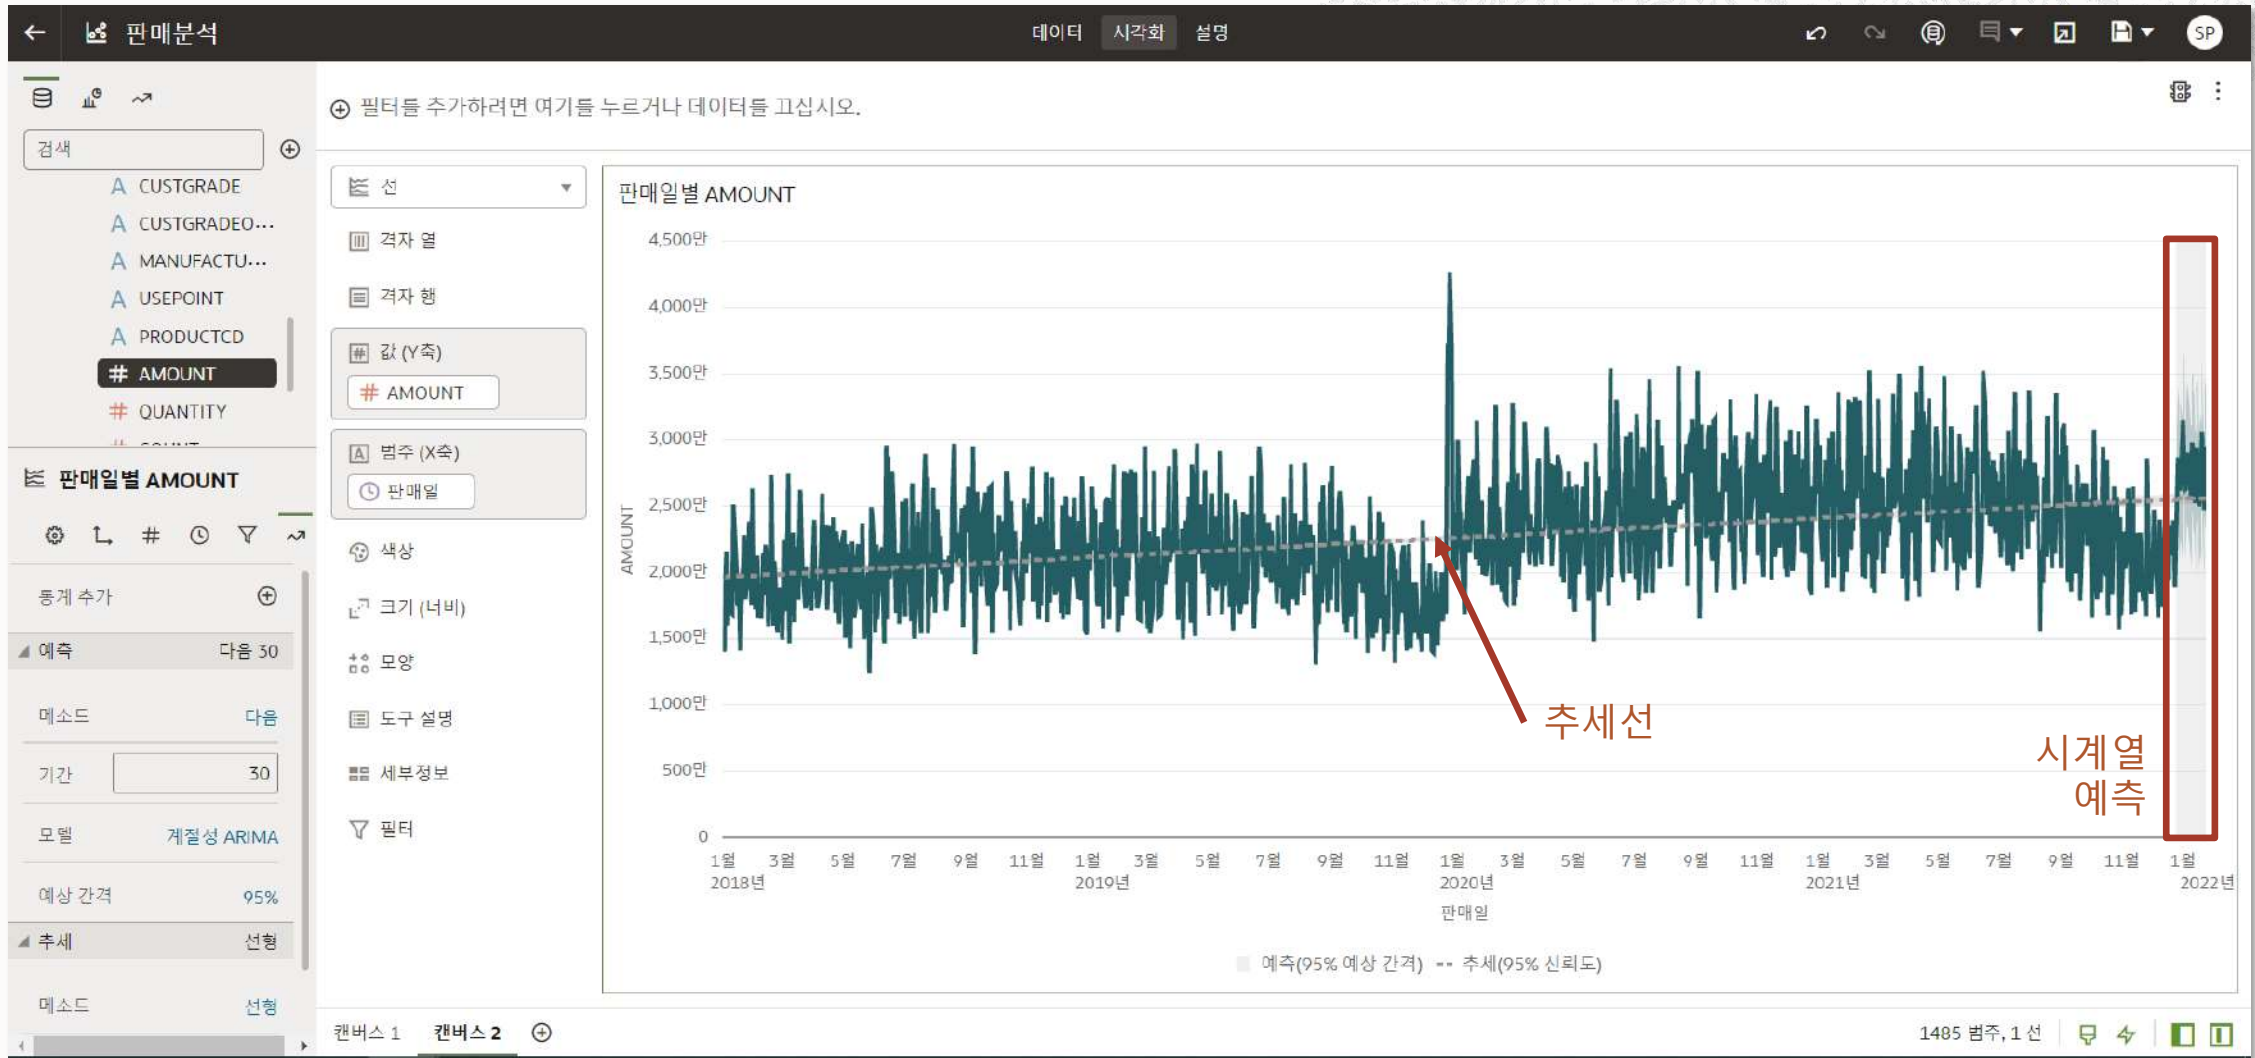 판매분석
데이터 시각화 설명
SP
필터를 추가하려면 여기를 누르거나 데이터를 끄십시오.
검색
A CUSTGRADE
A CUSTGRADEO...
A MANUFACTU...
A USEPOINT
A PRODUCTCD
# AMOUNT
# QUANTITY
판매일별 AMOUNT
통계 추가
예측 다음 30
메소드 다음
기간 30
모델 계절성 ARIMA
예상 간격 95%
추세 선형
메소드 선형
선
격자 열
격자 행
값 (Y축)
# AMOUNT
범주 (X축)
판매일
색상
크기 (너비)
모양
도구 설명
세부정보
필터
판매일별 AMOUNT
4,500만
4,000만
3,500만
3,000만
2,500만
2,000만
1,500만
1,000만
500만
0
AMOUNT
추세선
시계열
예측
1월 3월 5월 7월 9월 11월 1월 3월 5월 7월 9월 11월 1월 3월 5월 7월 9월 11월 1월 3월 5월 7월 9월 11월 1월
2018년 2019년 2020년 2021년 2022년
판매일
예측(95% 예상 간격) -- 추세(95% 신뢰도)
캔버스 1 캔버스 2
1485 범주, 1 선